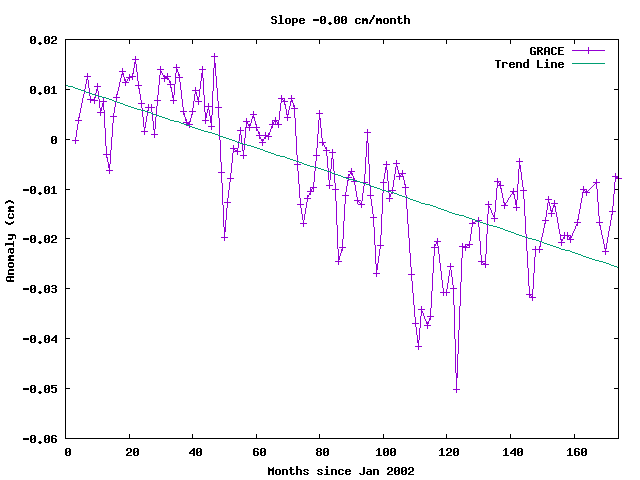 Slope -0.00 cm/month
0.02
GRACE
Trend Line
0.01
0
-0.01
-0.02
-0.03
-0.04
-0.05
-0.06
Anomaly (cm)
0 20 40 60 80 100 120 140 160
Months since Jan 2002